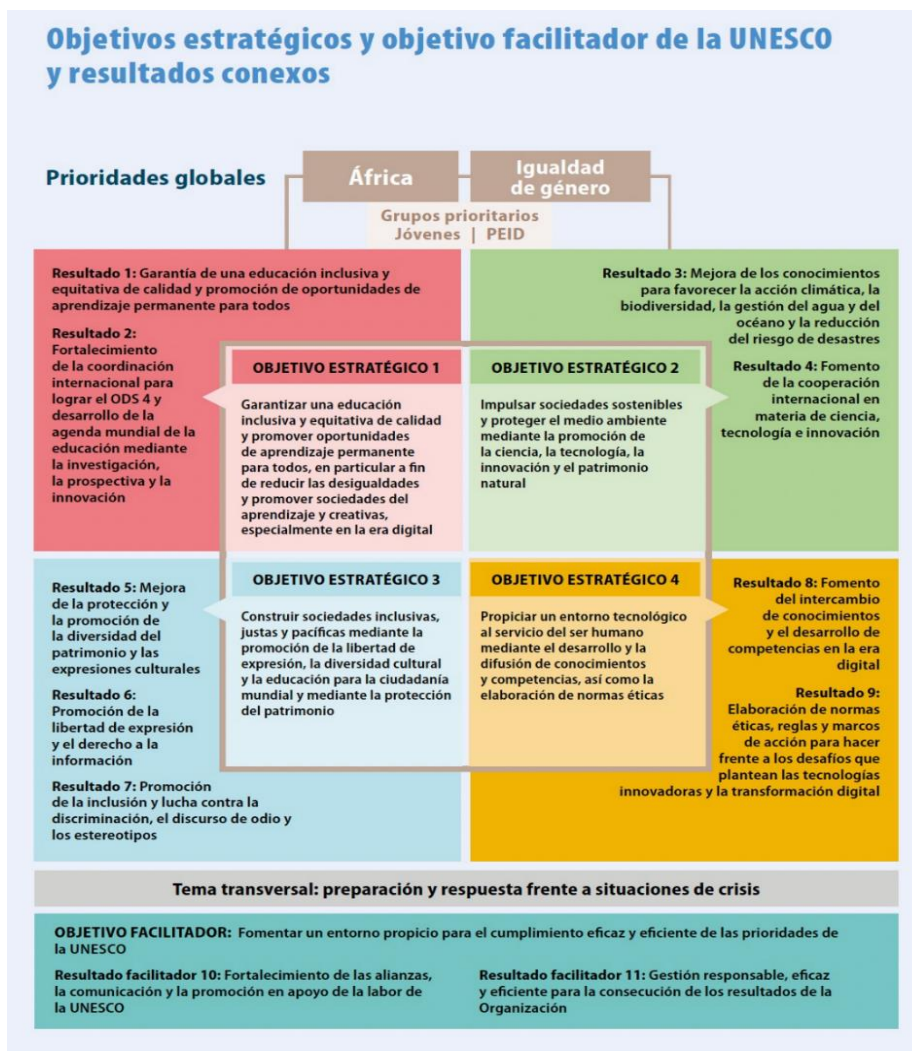 Objetivos estratégicos y objetivo facilitador de la UNESCO
y resultados conexos
Prioridades globales
África
Igualdad
de género
Grupos prioritarios
Jóvenes | PEID
Resultado 1: Garantía de una educación inclusiva y
equitativa de calidad y promoción de oportunidades de
aprendizaje permanente para todos
Resultado 2:
Fortalecimiento
de la coordinación
internacional para
lograr el ODS 4 y
desarrollo de la
agenda mundial de la
educación mediante
la investigación,
la prospectiva y la
innovación
OBJETIVO ESTRATÉGICO 1
Garantizar una educación
inclusiva y equitativa de calidad
y promover oportunidades
de aprendizaje permanente
para todos, en particular a fin
de reducir las desigualdades
y promover sociedades del
aprendizaje y creativas,
especialmente en la era digital
OBJETIVO ESTRATÉGICO 2
Impulsar sociedades sostenibles
y proteger el medio ambiente
mediante la promoción de
la ciencia, la tecnología, la
innovación y el patrimonio
natural
Resultado 3: Mejora de los conocimientos
para favorecer la acción climática, la
biodiversidad, la gestión del agua y del
océano y la reducción
del riesgo de desastres
Resultado 4: Fomento
de la cooperación
internacional en
materia de ciencia,
tecnología e innovación
Resultado 5: Mejora
de la protección y
la promoción de
la diversidad del
patrimonio y las
expresiones culturales
Resultado 6:
Promoción de la
libertad de expresión
y el derecho a la
información
Resultado 7: Promoción
de la inclusión y lucha contra la
discriminación, el discurso de odio y
los estereotipos
OBJETIVO ESTRATÉGICO 3
Construir sociedades inclusivas,
justas y pacíficas mediante la
promoción de la libertad de
expresión, la diversidad cultural
y la educación para la ciudadanía
mundial y mediante la protección
del patrimonio
OBJETIVO ESTRATÉGICO 4
Propiciar un entorno tecnológico
al servicio del ser humano
mediante el desarrollo y la
difusión de conocimientos
y competencias, así como la
elaboración de normas éticas
Resultado 8: Fomento
del intercambio
de conocimientos
y el desarrollo de
competencias en la era
digital
Resultado 9:
Elaboración de normas
éticas, reglas y marcos
de acción para hacer
frente a los desafíos que
plantean las tecnologías
innovadoras y la transformación digital
Tema transversal: preparación y respuesta frente a situaciones de crisis
OBJETIVO FACILITADOR: Fomentar un entorno propicio para el cumplimiento eficaz y eficiente de las prioridades de
la UNESCO
Resultado facilitador 10: Fortalecimiento de las alianzas,
la comunicación y la promoción en apoyo de la labor de
la UNESCO
Resultado facilitador 11: Gestión responsable, eficaz
y eficiente para la consecución de los resultados de la
Organización